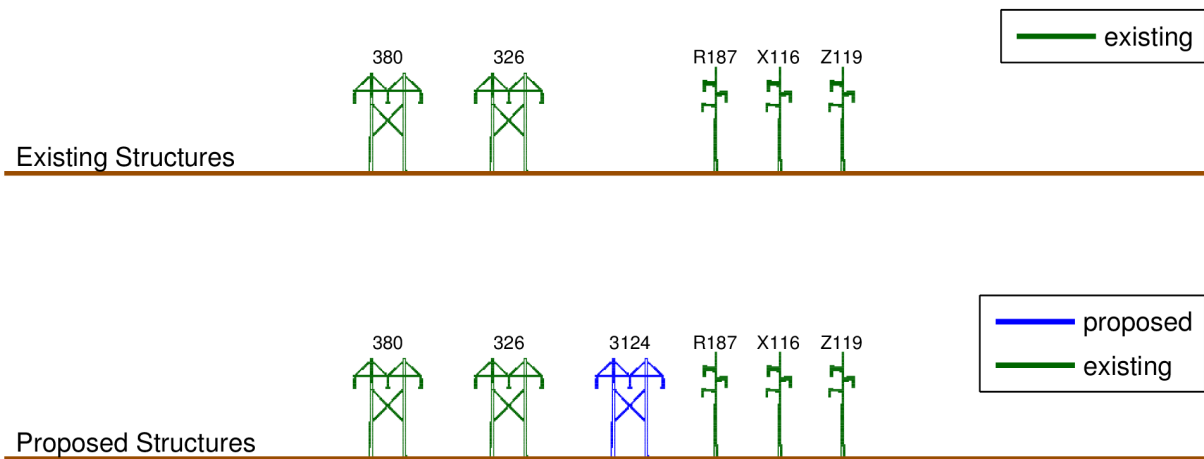 existing
380 326 R187 X116 Z119
Existing Structures
proposed
existing
380 326 3124 R187 X116 Z119
Proposed Structures